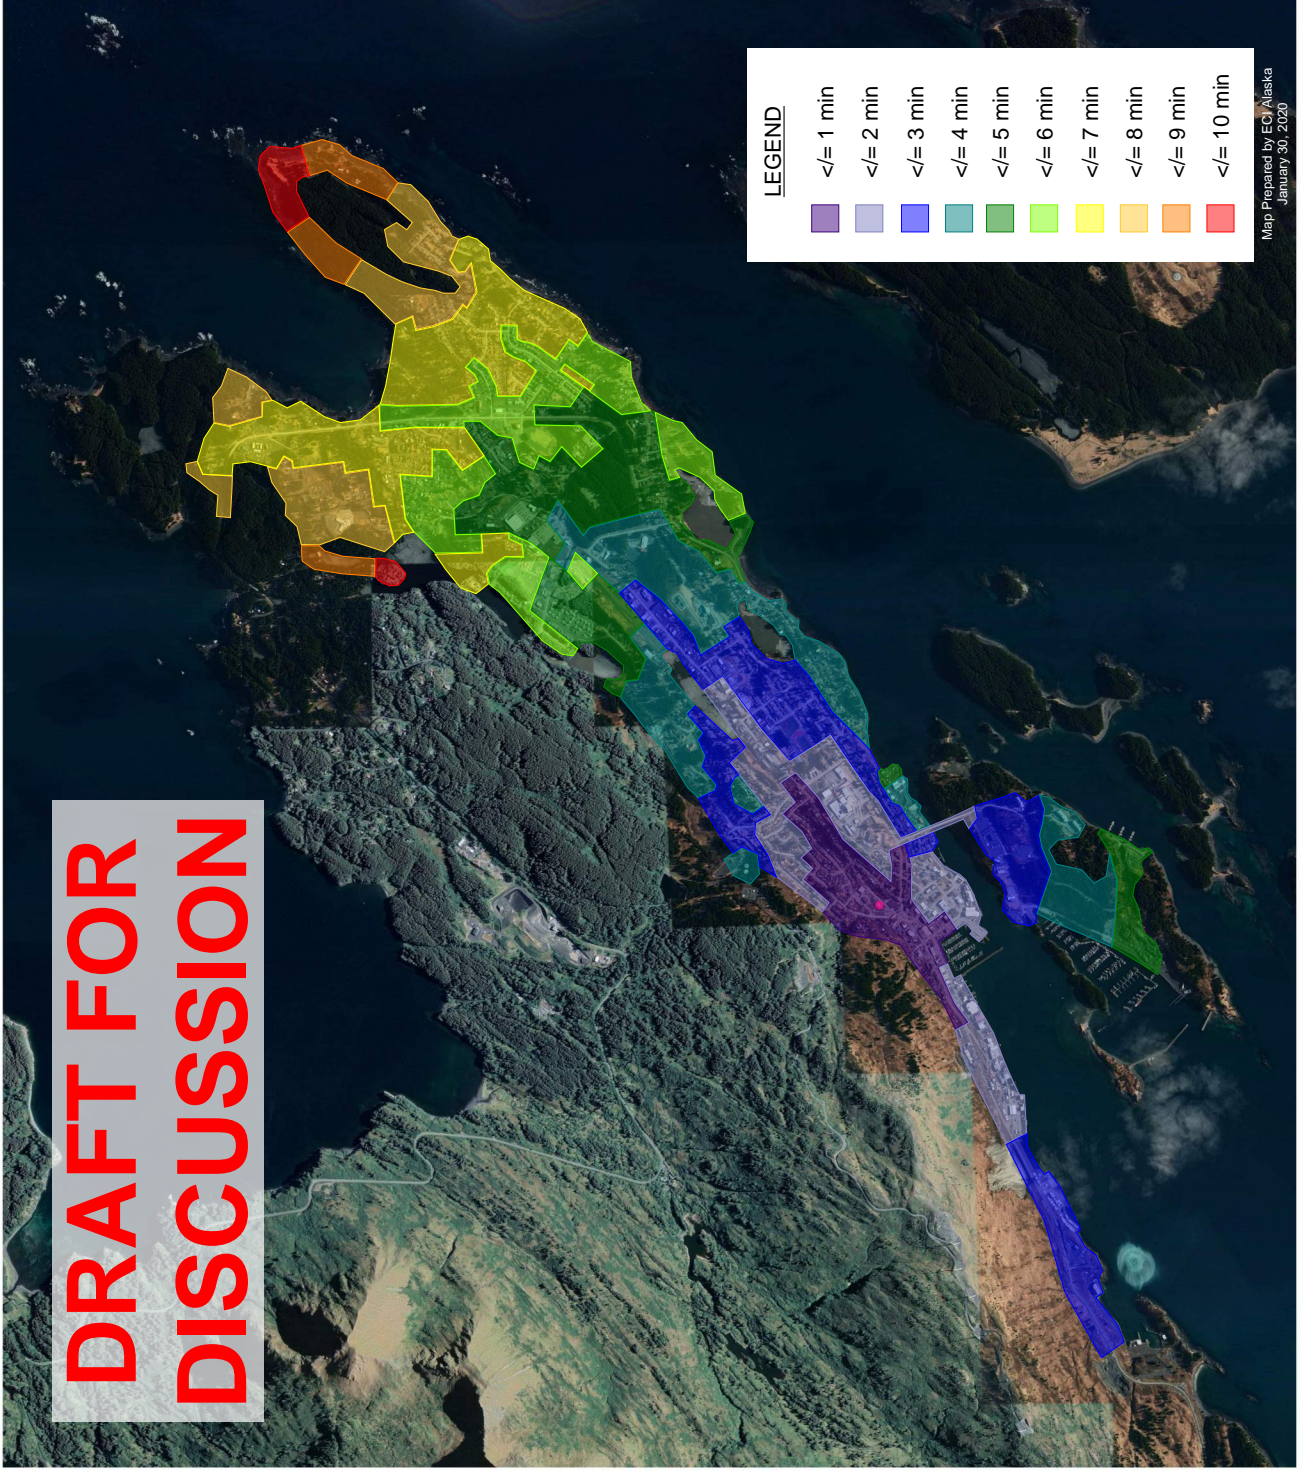 DRAFT FOR
DISCUSSION
LEGEND
</= 1 min
</= 2 min
</= 3 min
</= 4 min
</= 5 min
</= 6 min
</= 7 min
</= 8 min
</= 9 min
</= 10 min
Map Prepared by ECI Alaska
January 30, 2020